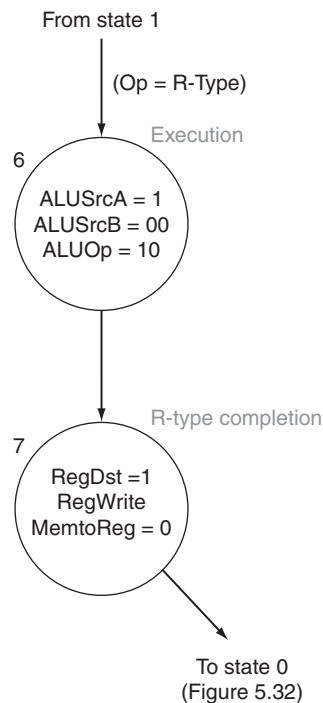 From state 1
(Op = R-Type)
Execution
6
ALUSrcA = 1
ALUSrcB = 00
ALUOp = 10
R-type completion
7
RegDst =1
RegWrite
MemtoReg = 0
To state 0
(Figure 5.32)